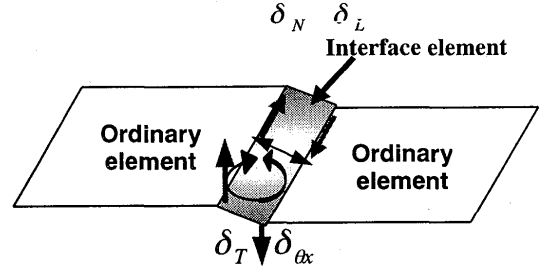 δ_N δ_L
Interface element
Ordinary
element
Ordinary
element
δ_T δ_θx